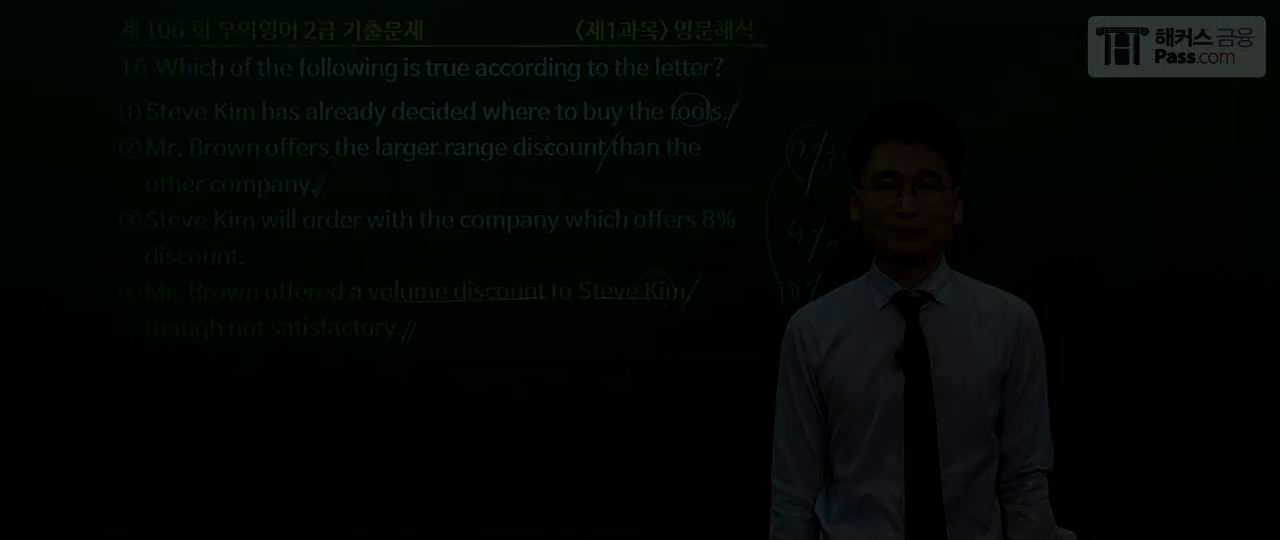 제 106 회 무역영어 2급 기출문제 <제1과목> 영문해석
해커스 금융
Pass.com
16 Which of the following is true according to the letter?
① Steve Kim has already decided where to buy the tools.
② Mr. Brown offers the larger range discount than the
other company.
③ Steve Kim will order with the company which offers 8%
discount.
④ Mr. Brown offered a volume discount to Steve Kim,
though not satisfactory.
9%
10%